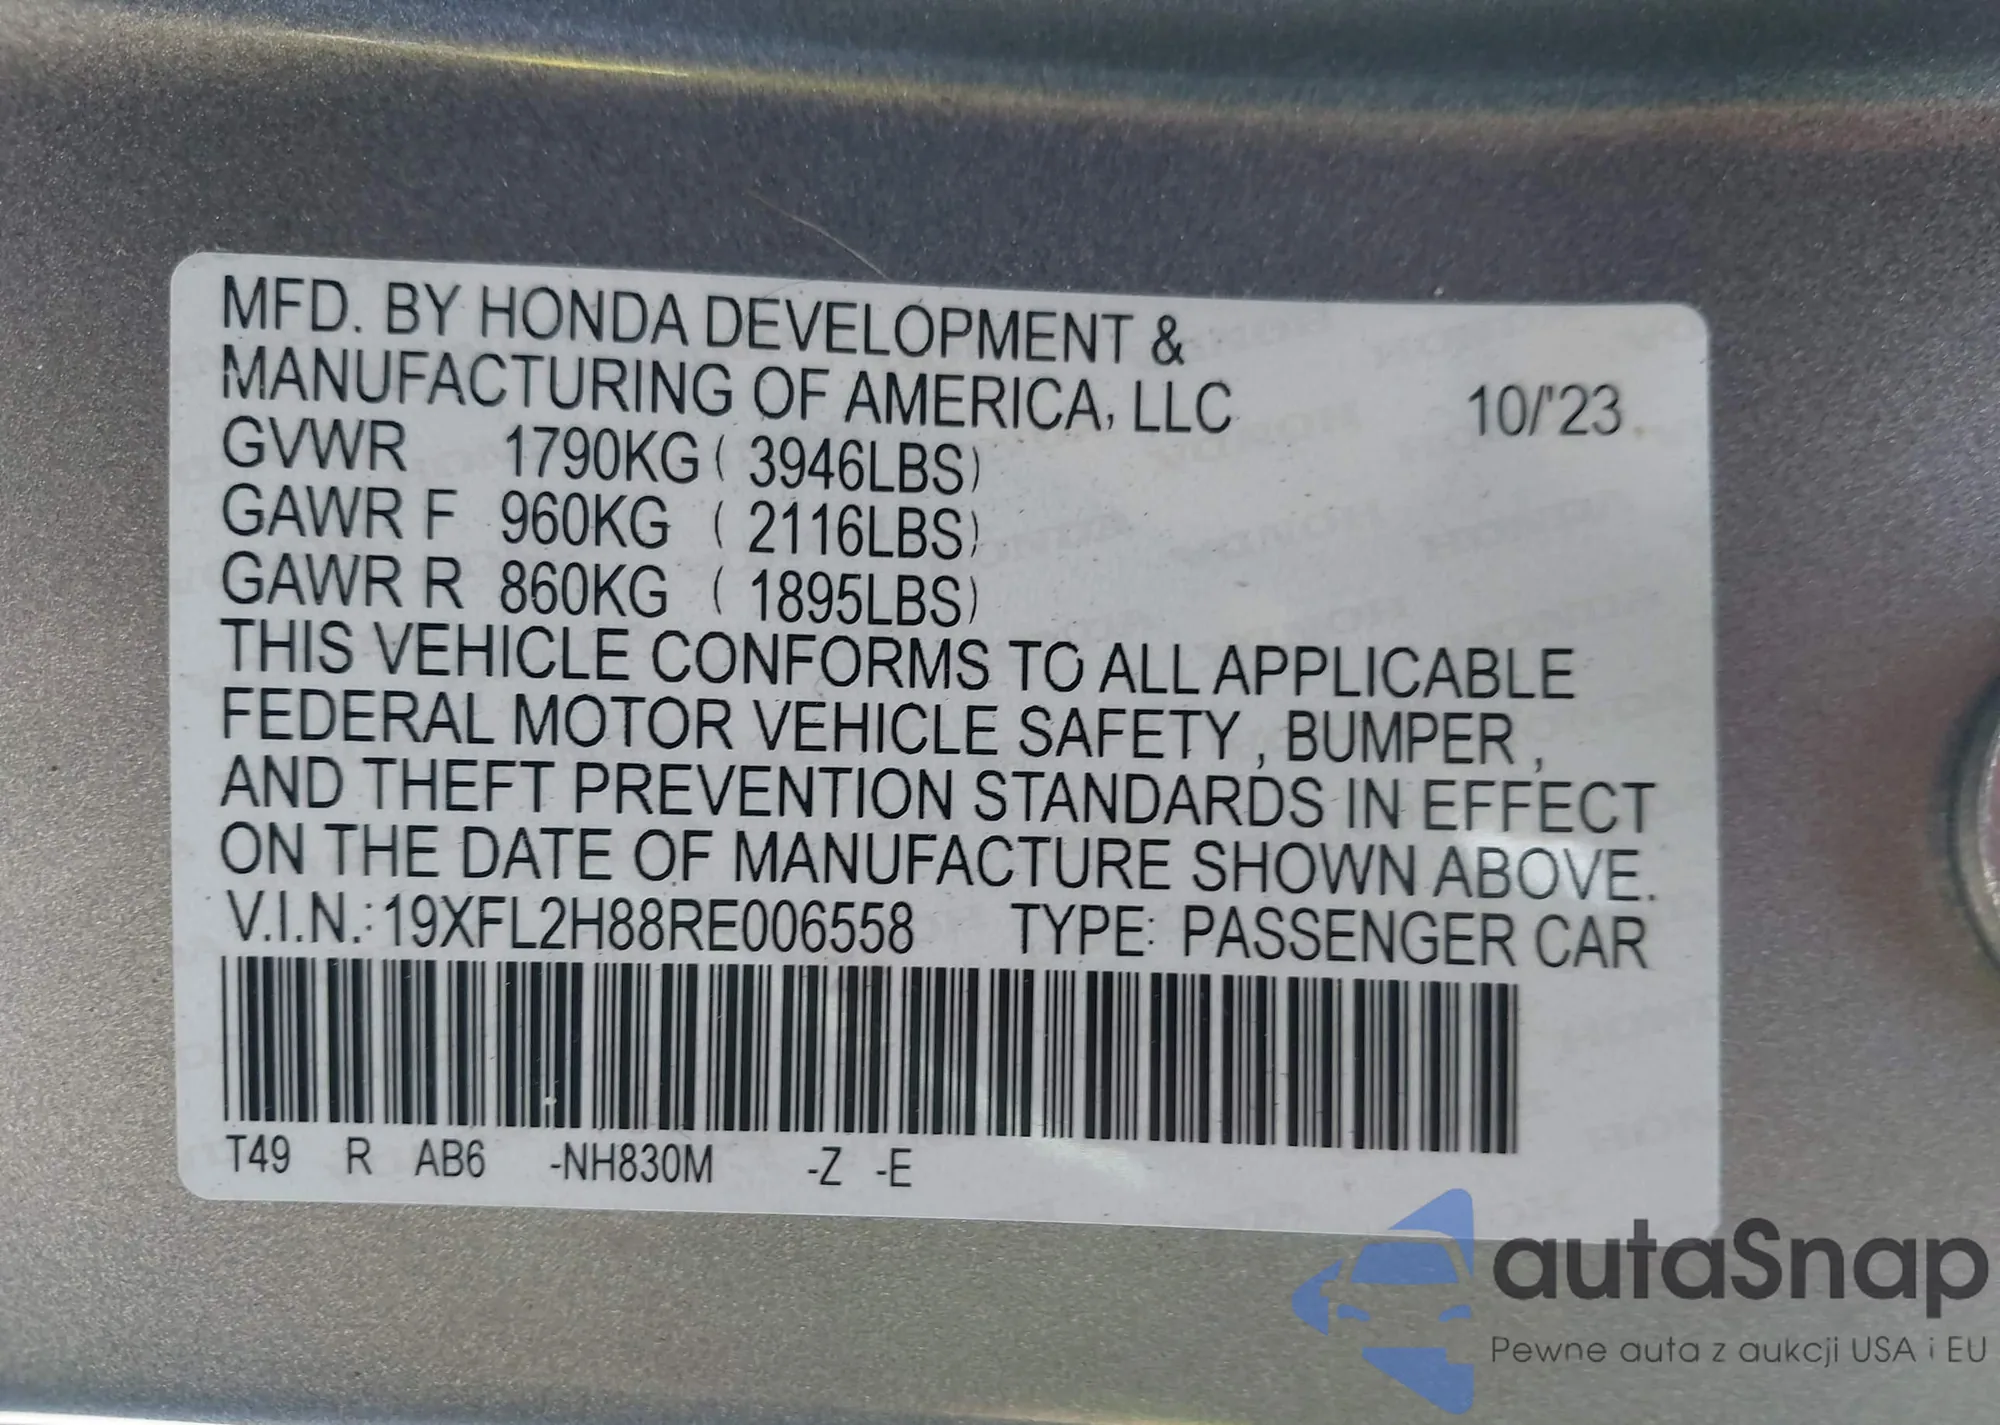 MFD. BY HONDA DEVELOPMENT &
MANUFACTURING OF AMERICA, LLC 10/'23
GVWR 1790KG ( 3946LBS)
GAWR F 960KG ( 2116LBS)
GAWR R 860KG ( 1895LBS)
THIS VEHICLE CONFORMS TO ALL APPLICABLE
FEDERAL MOTOR VEHICLE SAFETY , BUMPER ,
AND THEFT PREVENTION STANDARDS IN EFFECT
ON THE DATE OF MANUFACTURE SHOWN ABOVE.
V.I.N.: 19XFL2H88RE006558 TYPE: PASSENGER CAR
T49 R AB6 -NH830M -Z -E
autaSnap
Pewne auta z aukcji USA i EU